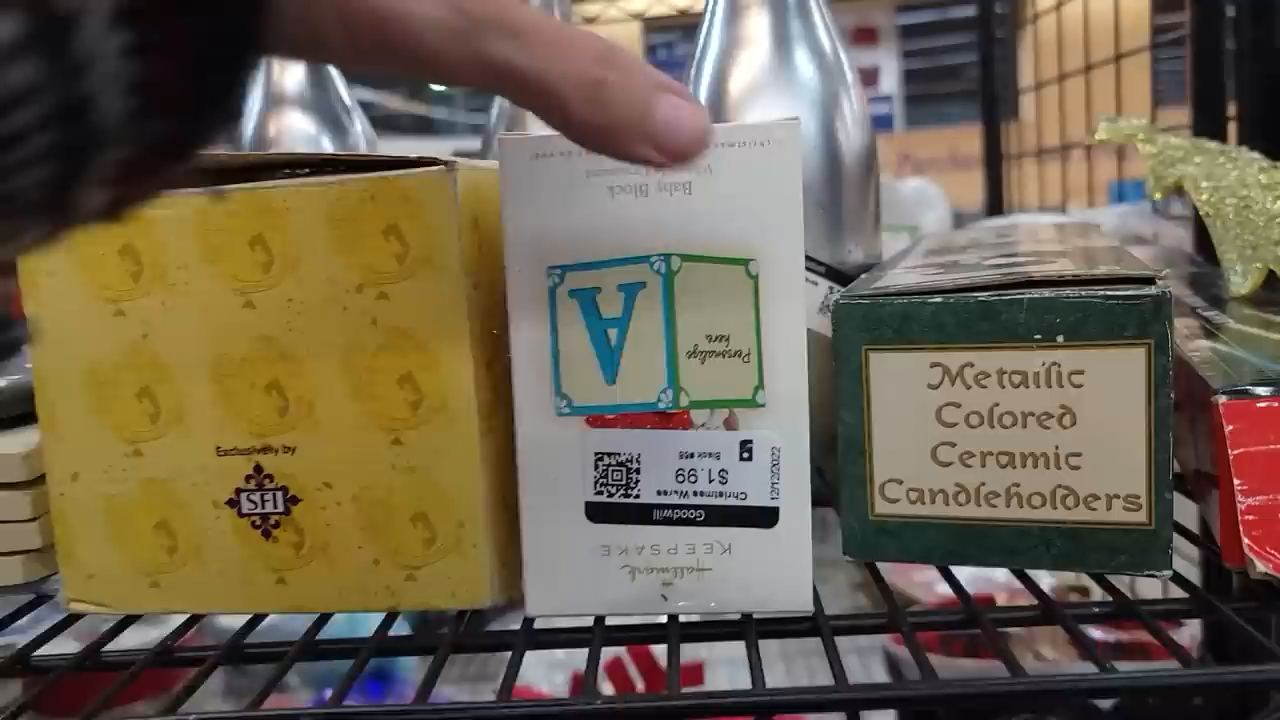 Exclusively by
SFI
Hallmark
KEEPSAKE
Goodwill
Christmas Wares
$1.99
Black #68
12/12/2022
A
Personalize
here
Baby Block
Metallic
Colored
Ceramic
Candleholders